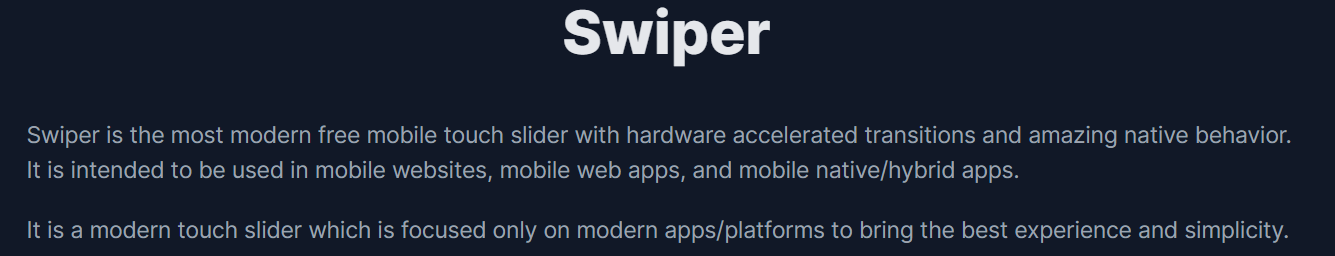 Swiper
Swiper is the most modern free mobile touch slider with hardware accelerated transitions and amazing native behavior.
It is intended to be used in mobile websites, mobile web apps, and mobile native/hybrid apps.
It is a modern touch slider which is focused only on modern apps/platforms to bring the best experience and simplicity.